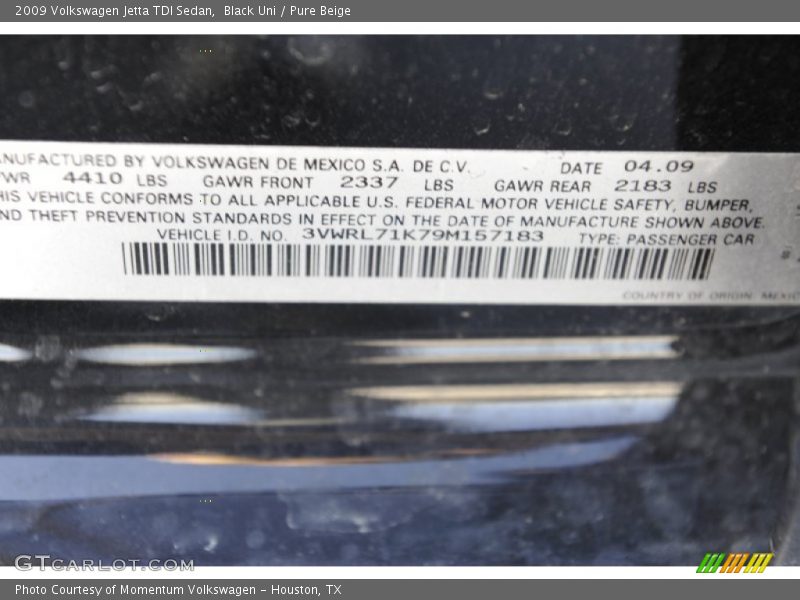 2009 Volkswagen Jetta TDI Sedan, Black Uni / Pure Beige
ANUFACTURED BY VOLKSWAGEN DE MEXICO S.A. DE C.V. DATE 04.09
VWR 4410 LBS GAWR FRONT 2337 LBS GAWR REAR 2183 LBS
HIS VEHICLE CONFORMS TO ALL APPLICABLE U.S. FEDERAL MOTOR VEHICLE SAFETY, BUMPER,
ND THEFT PREVENTION STANDARDS IN EFFECT ON THE DATE OF MANUFACTURE SHOWN ABOVE.
VEHICLE I.D. NO. 3VWRL71K79M157183 TYPE: PASSENGER CAR
COUNTRY OF ORIGIN MEXIC
GTCARLOT.COM
Photo Courtesy of Momentum Volkswagen – Houston, TX